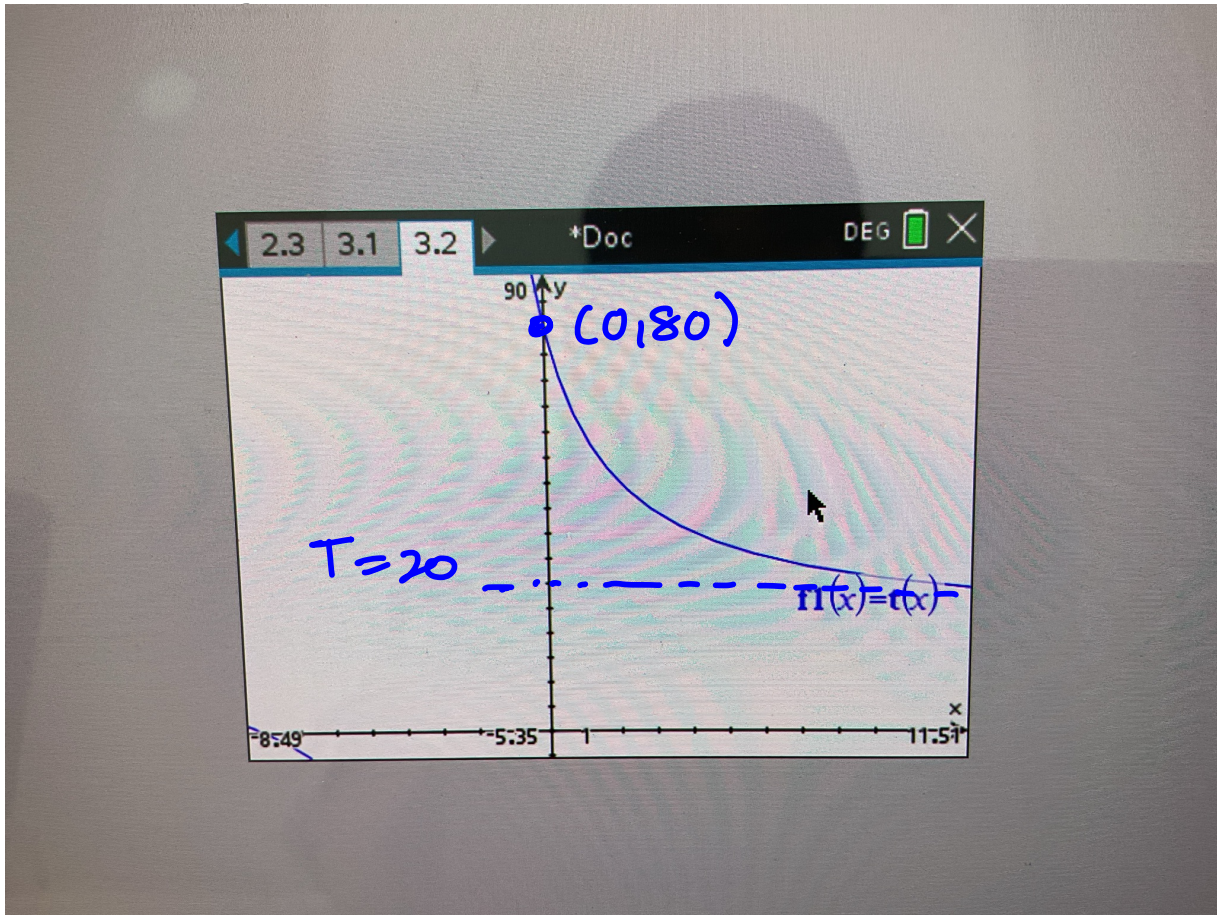 2.3 3.1 3.2 *Doc DEG
90 y
(0,80)
T=20
f1(x)=t(x)
x
-8.49 -5.35 1 11.51